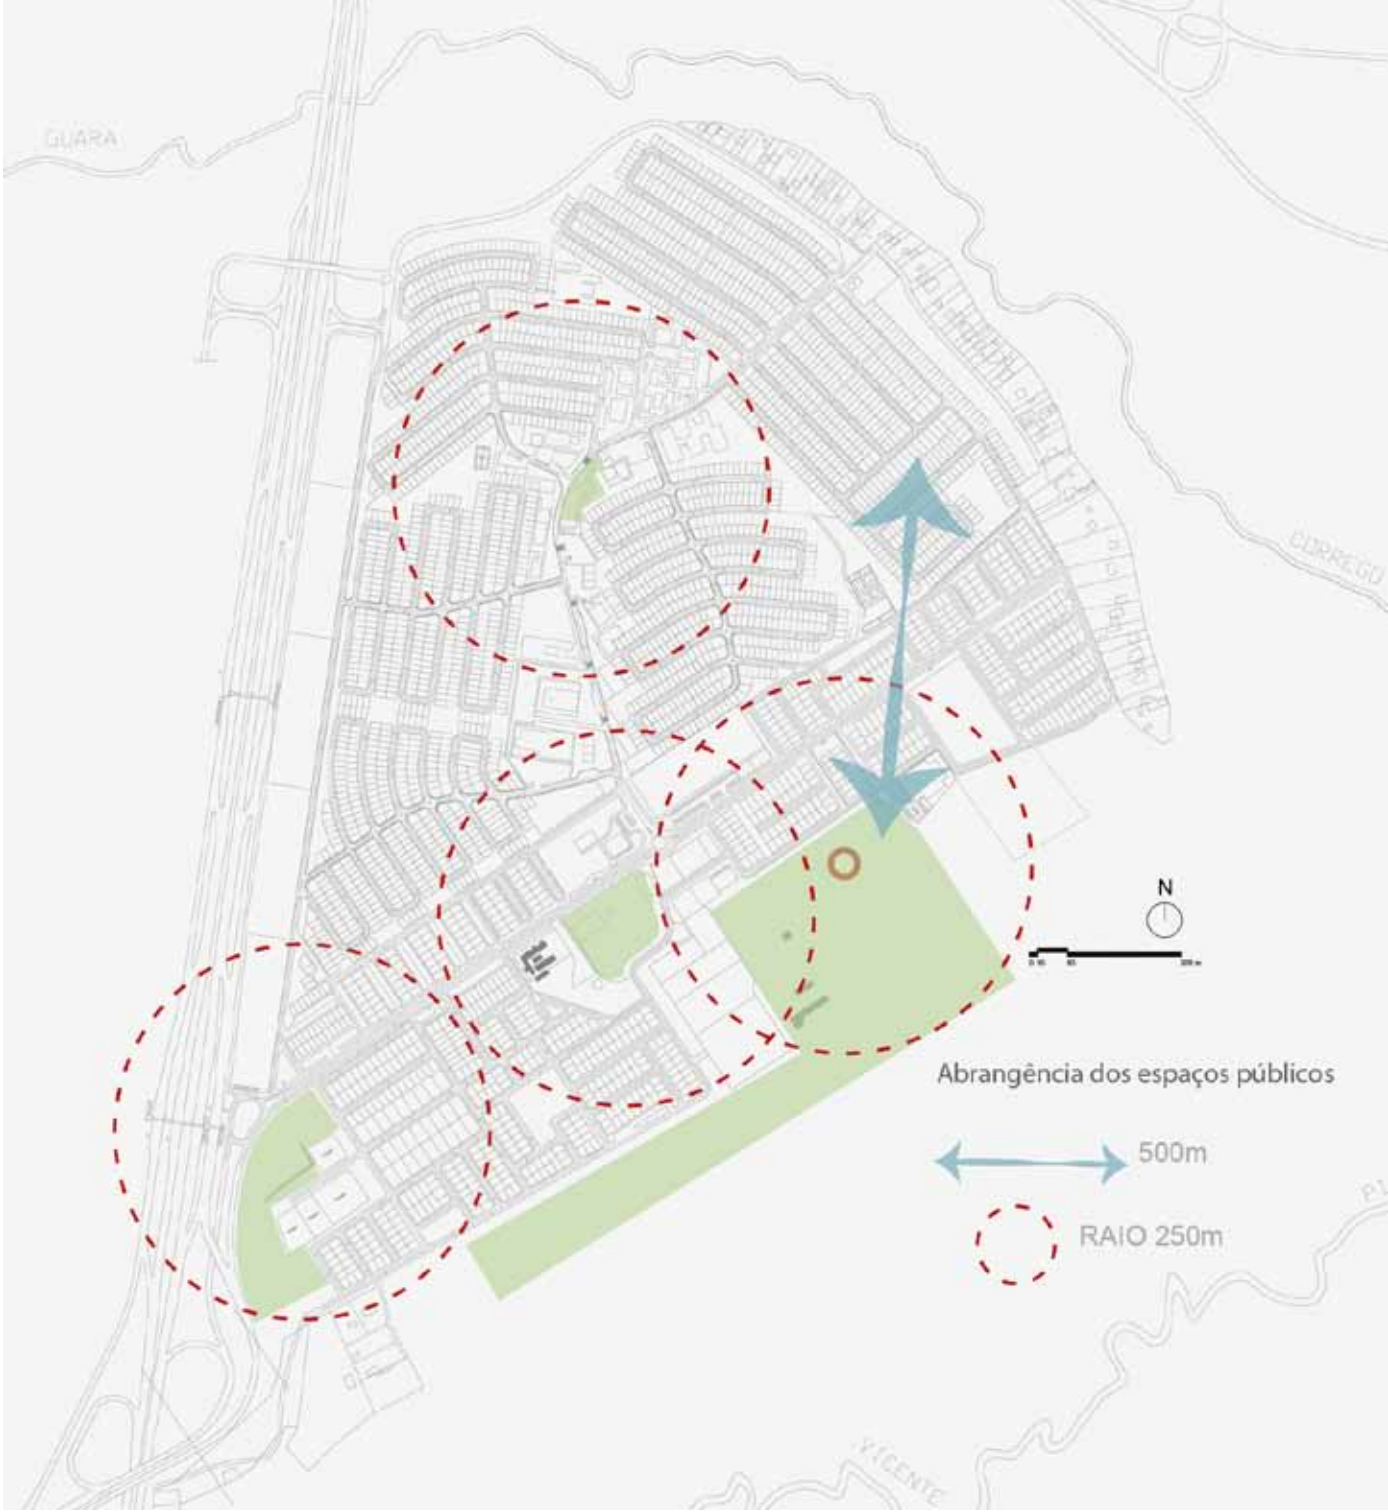 GUARA
CORREGO
N
Abrangência dos espaços públicos
500m
RAIO 250m
VICENTE